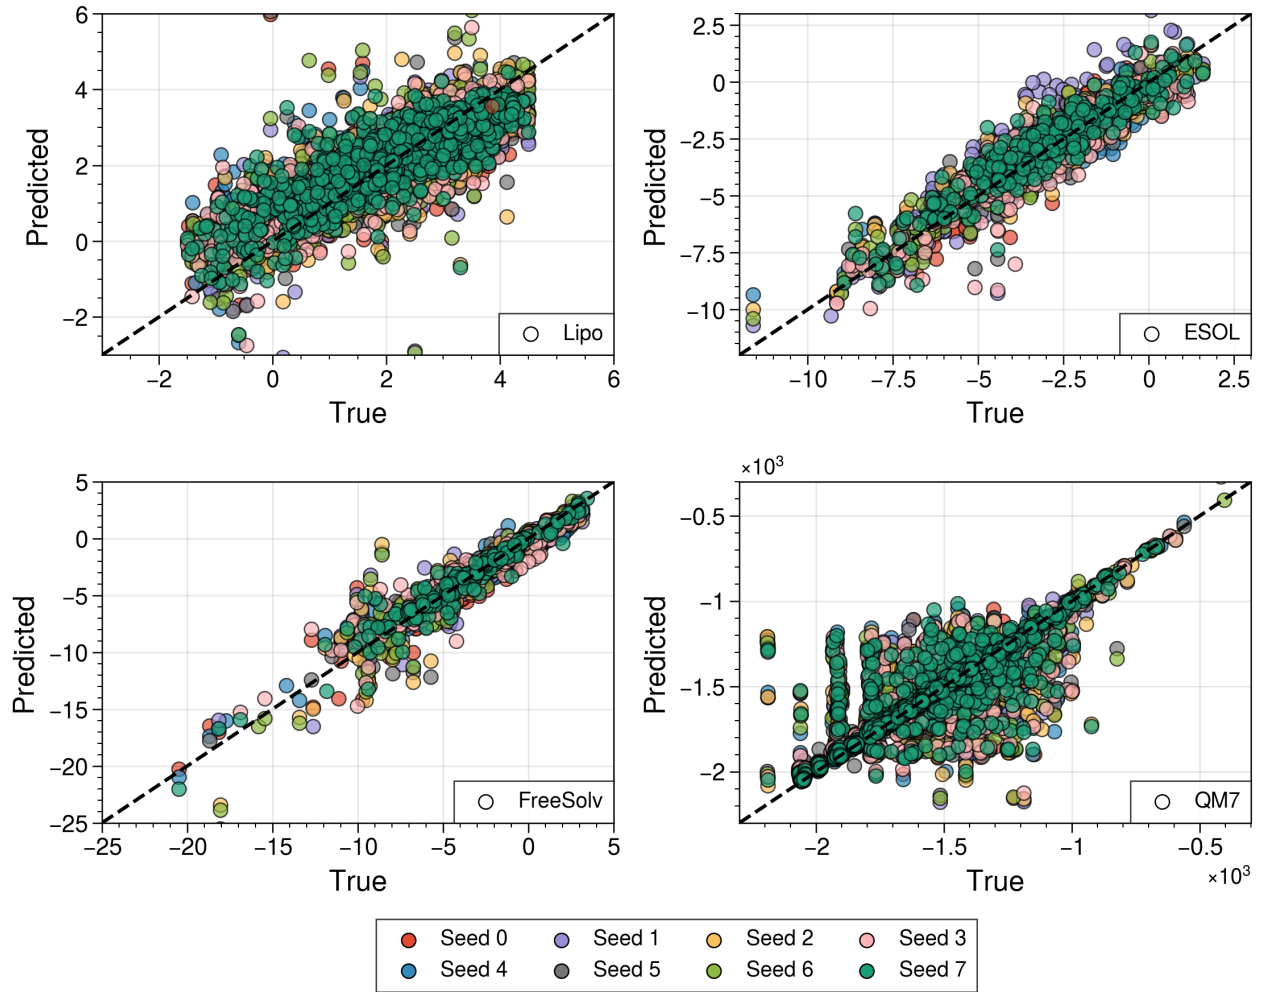 6
4
2
0
−2
Predicted
Lipo
−2 0 2 4 6
True
2.5
0
−2.5
−5
−7.5
−10
Predicted
ESOL
−10 −7.5 −5 −2.5 0 2.5
True
5
0
−5
−10
−15
−20
−25
Predicted
FreeSolv
−25 −20 −15 −10 −5 0 5
True
×10³
−0.5
−1
−1.5
−2
Predicted
QM7
−2 −1.5 −1 −0.5
True
×10³
Seed 0 Seed 1 Seed 2 Seed 3
Seed 4 Seed 5 Seed 6 Seed 7